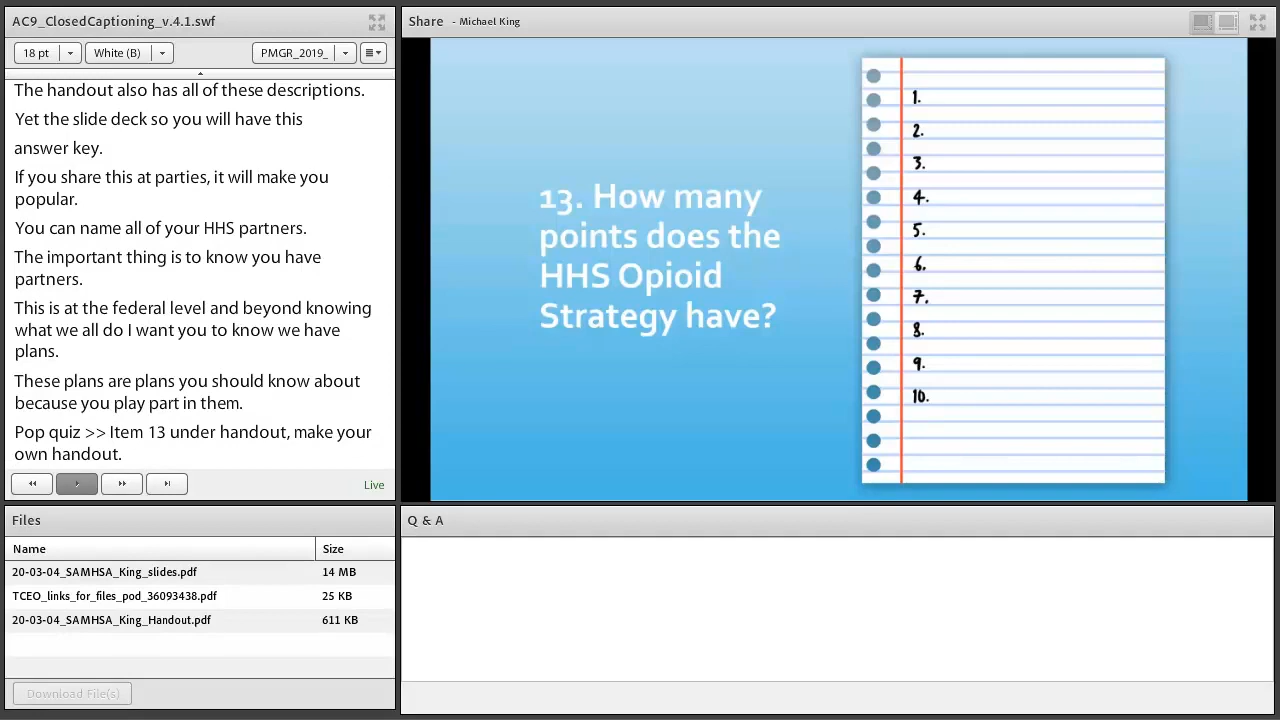 AC9_ClosedCaptioning_v.4.1.swf
18 pt
White (B)
PMGR_2019_
The handout also has all of these descriptions.
Yet the slide deck so you will have this
answer key.
If you share this at parties, it will make you
popular.
You can name all of your HHS partners.
The important thing is to know you have
partners.
This is at the federal level and beyond knowing
what we all do I want you to know we have
plans.
These plans are plans you should know about
because you play part in them.
Pop quiz >> Item 13 under handout, make your
own handout.
Live
Files
Name Size
20-03-04_SAMHSA_King_slides.pdf 14 MB
TCEO_links_for_files_pod_36093438.pdf 25 KB
20-03-04_SAMHSA_King_Handout.pdf 611 KB
Download File(s)
Share - Michael King
13. How many
points does the
HHS Opioid
Strategy have?
1.
2.
3.
4.
5.
6.
7.
8.
9.
10.
Q & A